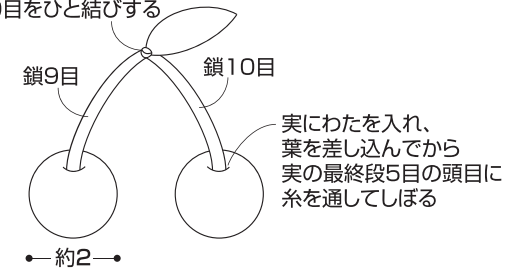 目をひと結びする
鎖9目
鎖10目
実にわたを入れ、
葉を差し込んでから
実の最終段5目の頭目に
糸を通してしぼる
約2